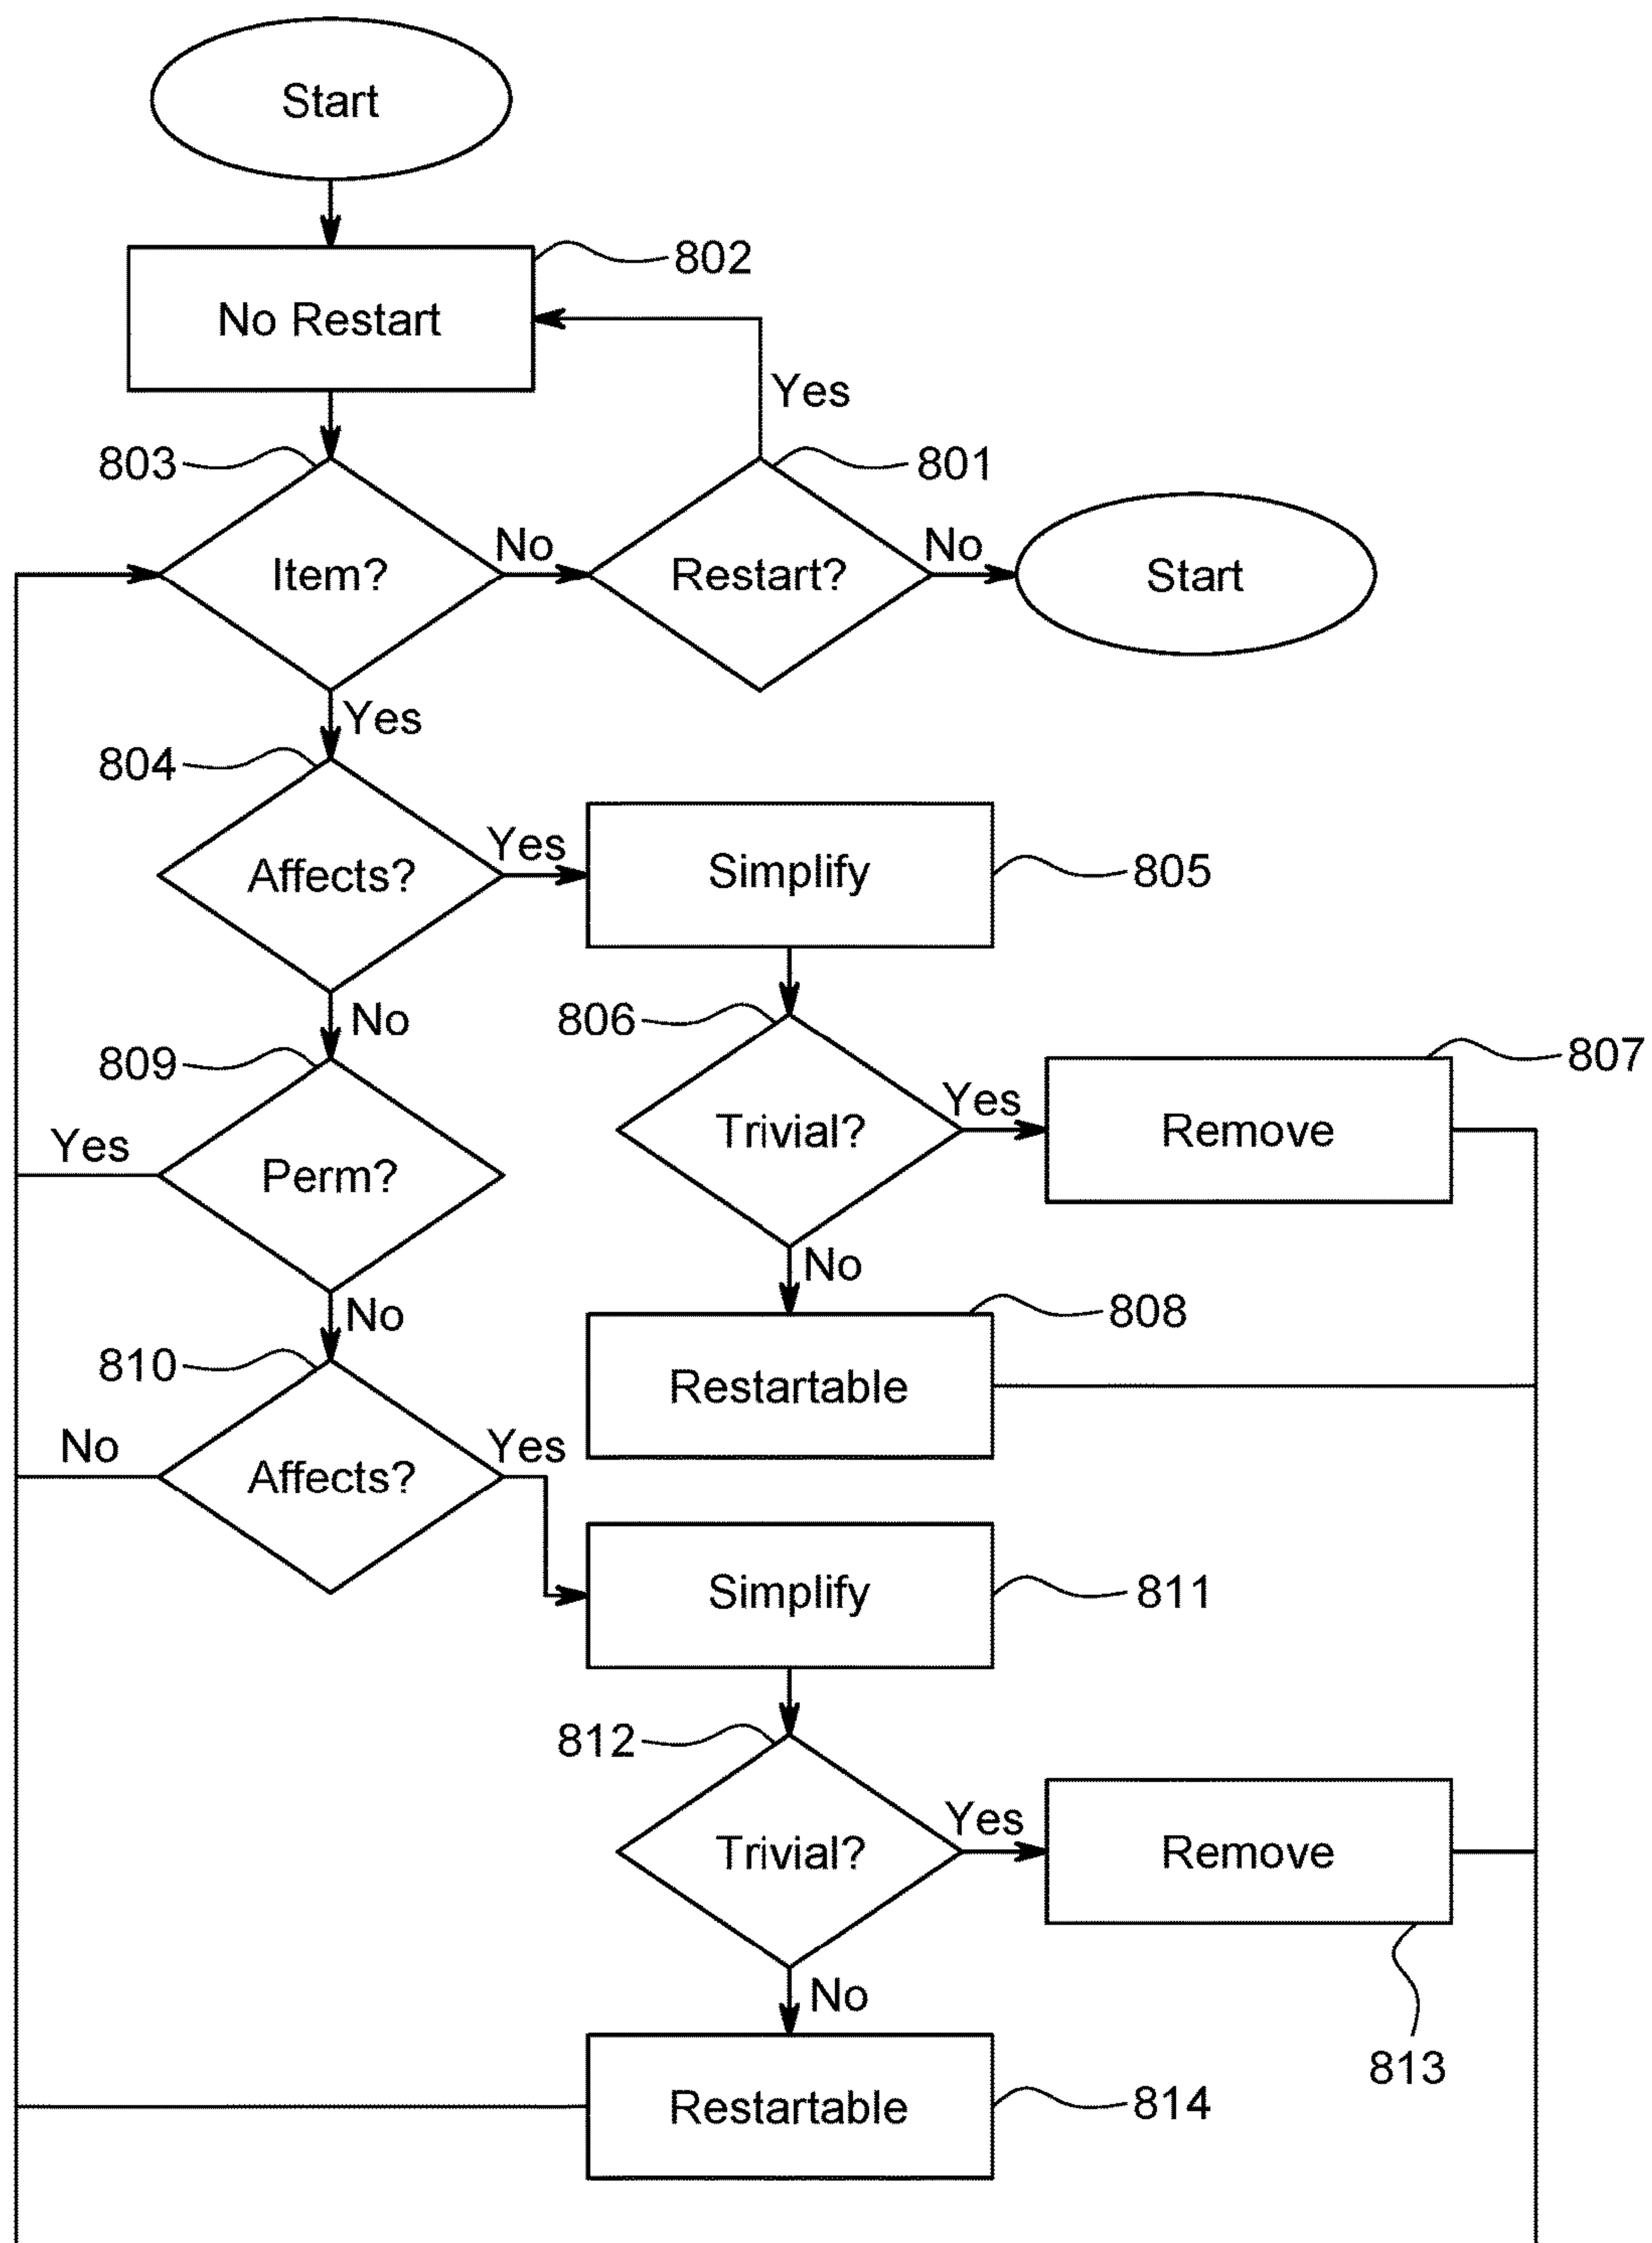 Start
802
No Restart
Yes
803
801
Item?
No
Restart?
No
Start
Yes
804
Affects?
Yes
Simplify
805
No
806
809
807
Yes
Trivial?
Yes
Remove
Perm?
No
No
808
810
Restartable
No
Yes
Affects?
Simplify
811
812
Yes
Trivial?
Remove
No
813
Restartable
814